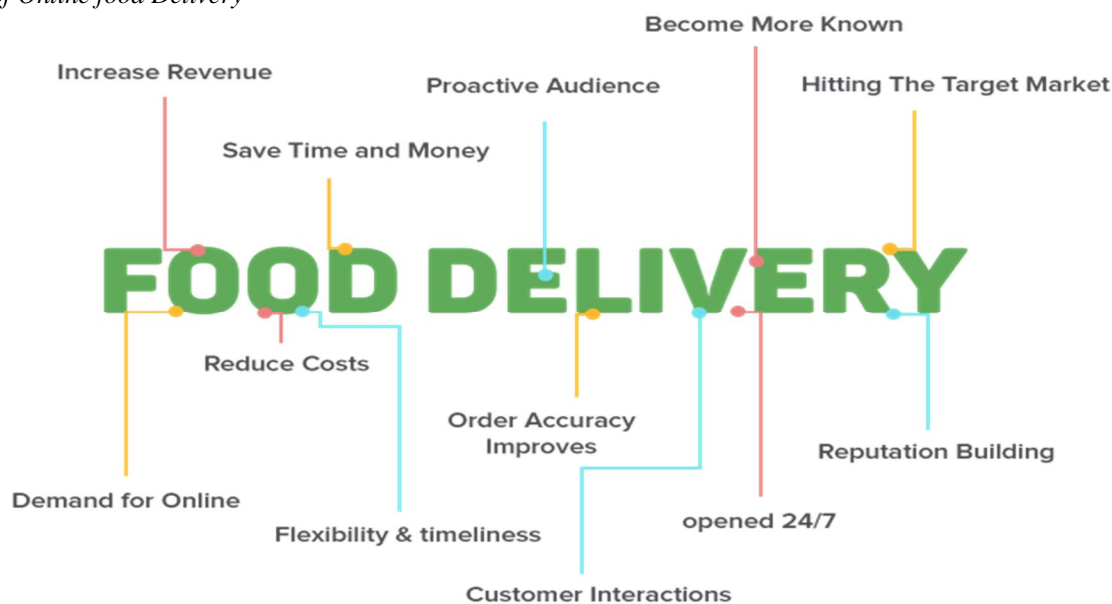 of Online food Delivery
Become More Known
Increase Revenue
Proactive Audience
Hitting The Target Market
Save Time and Money
FOOD DELIVERY
Reduce Costs
Order Accuracy
Improves
Reputation Building
Demand for Online
opened 24/7
Flexibility & timeliness
Customer Interactions